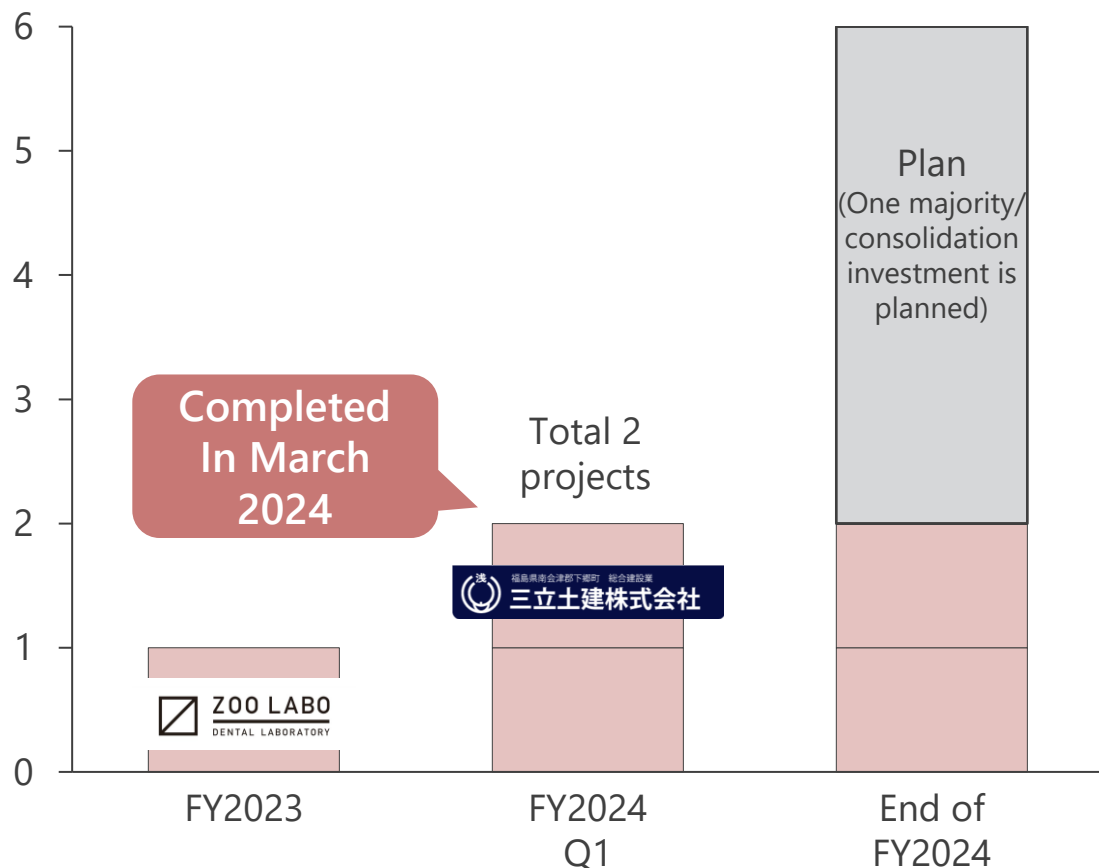 6
5
4
3
2
1
0
Plan
(One majority/
consolidation
investment is
planned)
Completed
In March
2024
Total 2
projects
浅
福島県南会津郡下郷町 総合建設業
三立土建株式会社
ZOO LABO
DENTAL LABORATORY
FY2023
FY2024
Q1
End of
FY2024